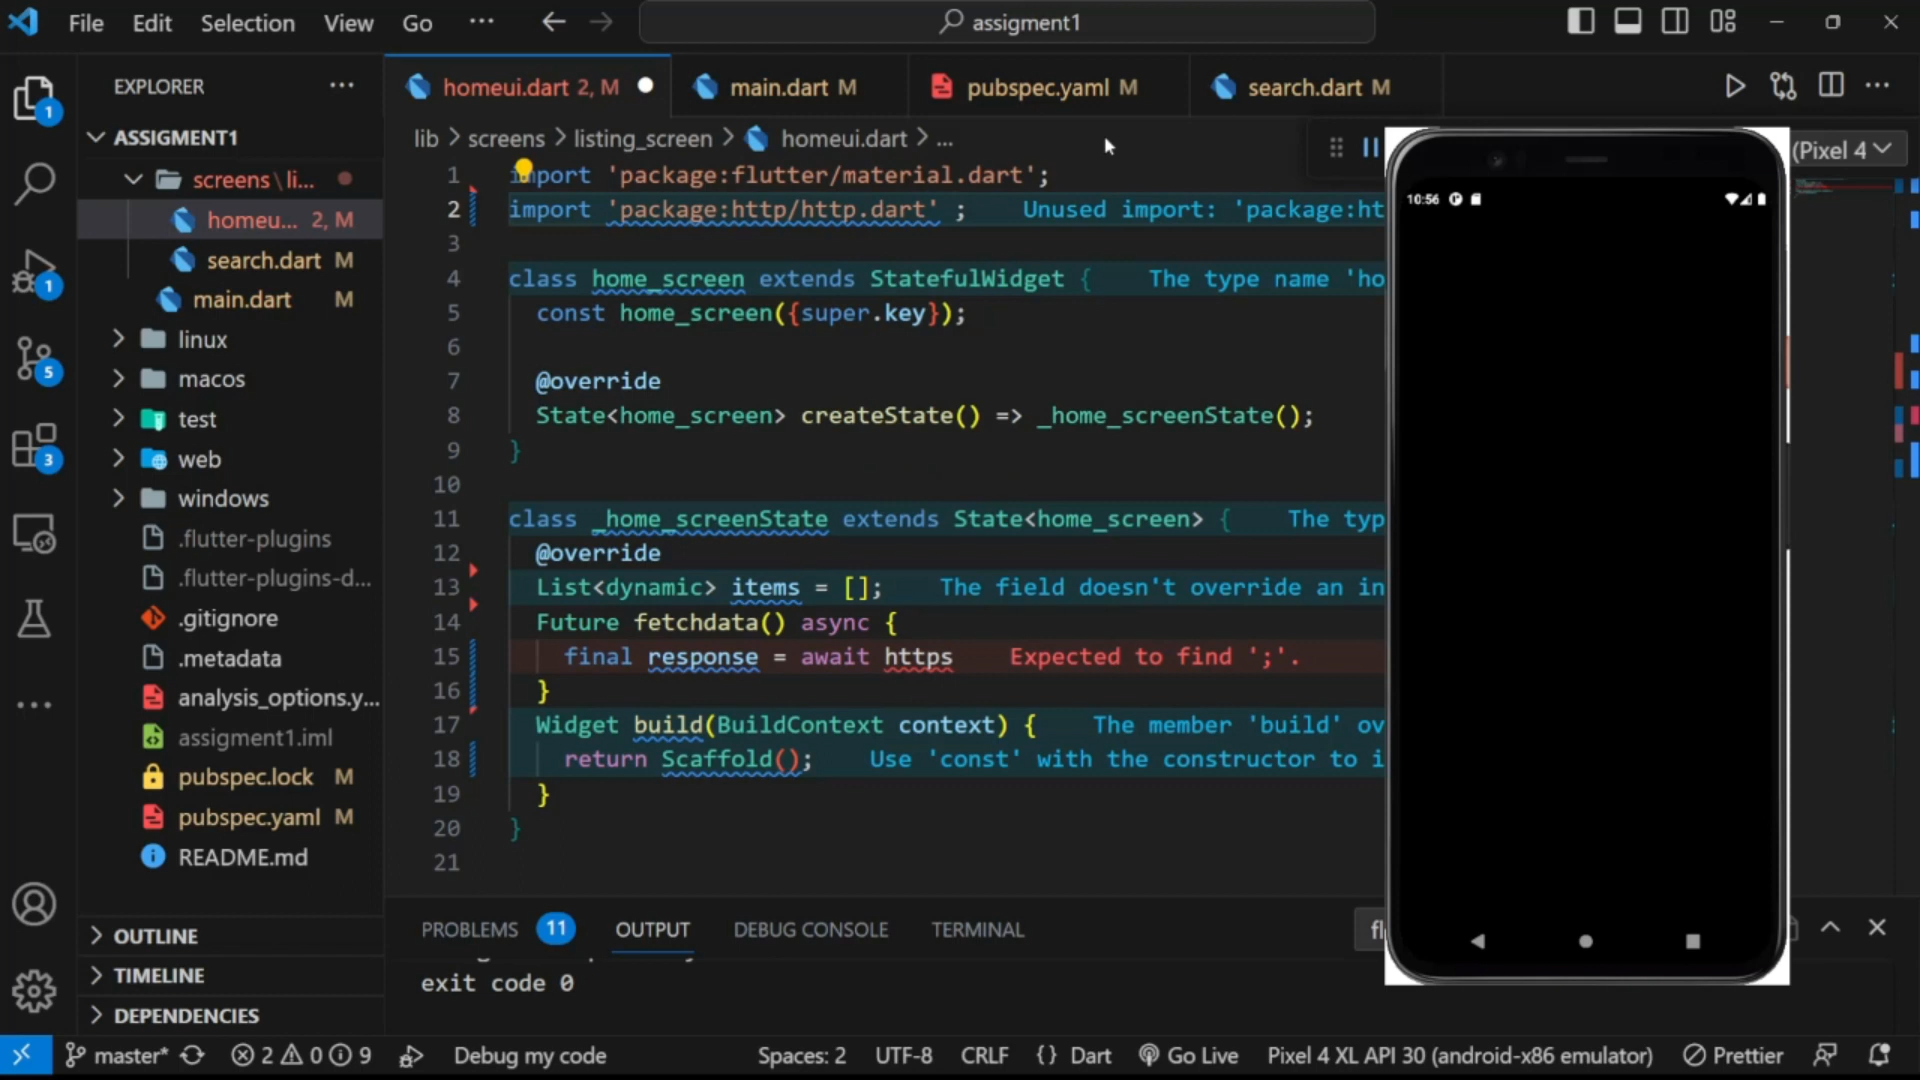 File Edit Selection View Go ··· assigment1
EXPLORER ···
ASSIGMENT1
screens\li...
homeu... 2, M
search.dart M
main.dart M
linux
macos
test
web
windows
.flutter-plugins
.flutter-plugins-d...
.gitignore
.metadata
analysis_options.y...
assigment1.iml
pubspec.lock M
pubspec.yaml M
README.md
OUTLINE
TIMELINE
DEPENDENCIES
1
1
5
3
homeui.dart 2, M main.dart M pubspec.yaml M search.dart M
lib > screens > listing_screen > homeui.dart > ...
(Pixel 4
1 import 'package:flutter/material.dart';
2 import 'package:http/http.dart' ; Unused import: 'package:ht
3
4 class home_screen extends StatefulWidget { The type name 'ho
5 const home_screen({super.key});
6
7 @override
8 State<home_screen> createState() => _home_screenState();
9 }
10
11 class _home_screenState extends State<home_screen> { The typ
12 @override
13 List<dynamic> items = []; The field doesn't override an in
14 Future fetchdata() async {
15 final response = await https Expected to find ';'.
16 }
17 Widget build(BuildContext context) { The member 'build' ov
18 return Scaffold(); Use 'const' with the constructor to i
19 }
20 }
21
10:56
PROBLEMS 11 OUTPUT DEBUG CONSOLE TERMINAL fl
exit code 0
master* 2 0 9 Debug my code Spaces: 2 UTF-8 CRLF {} Dart Go Live Pixel 4 XL API 30 (android-x86 emulator) Prettier